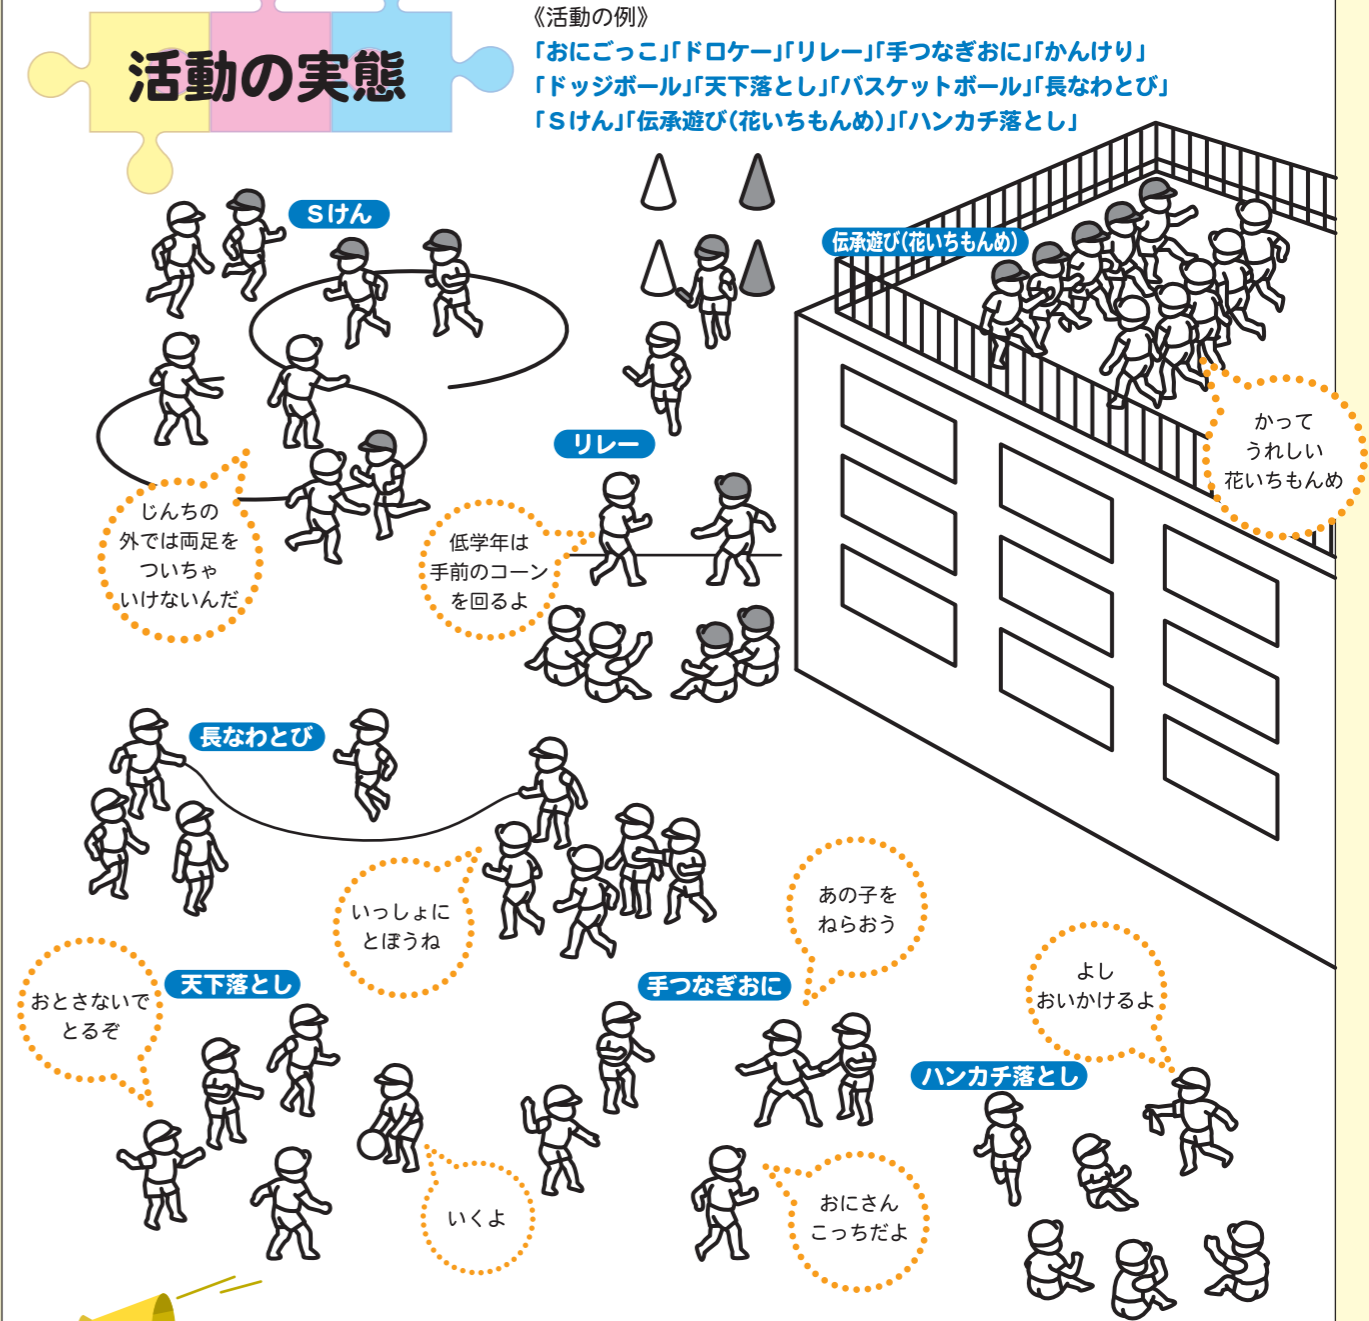 活動の実態
《活動の例》
「おにごっこ」「ドロケー」「リレー」「手つなぎおに」「かんけり」
「ドッジボール」「天下落とし」「バスケットボール」「長なわとび」
「Sけん」「伝承遊び(花いちもんめ)」「ハンカチ落とし」
Sけん
伝承遊び(花いちもんめ)
かって
うれしい
花いちもんめ
リレー
じんちの
外では両足を
ついちゃ
いけないんだ
低学年は
手前のコーン
を回るよ
長なわとび
いっしょに
とぼうね
あの子を
ねらおう
天下落とし
おとさないで
とるぞ
手つなぎおに
よし
おいかけるよ
ハンカチ落とし
いくよ
おにさん
こっちだよ